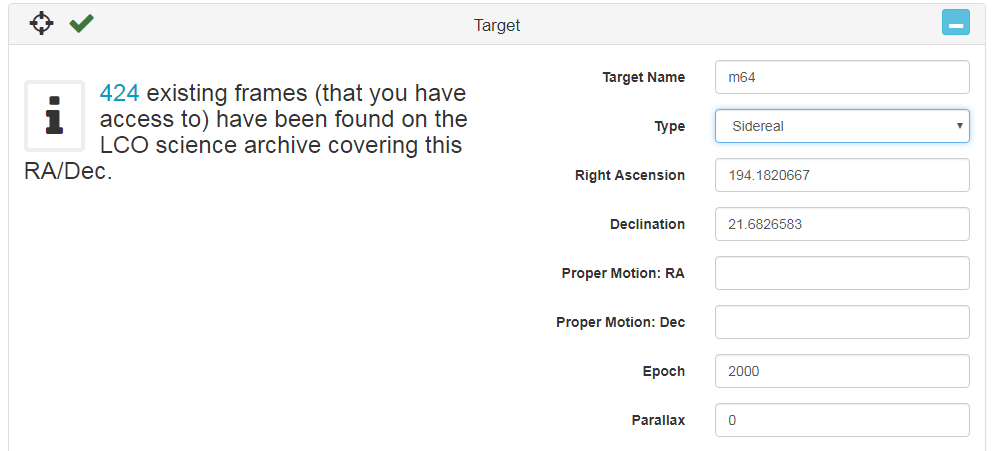 Target
424 existing frames (that you have
access to) have been found on the
LCO science archive covering this
RA/Dec.
Target Name m64
Type Sidereal
Right Ascension 194.1820667
Declination 21.6826583
Proper Motion: RA
Proper Motion: Dec
Epoch 2000
Parallax 0